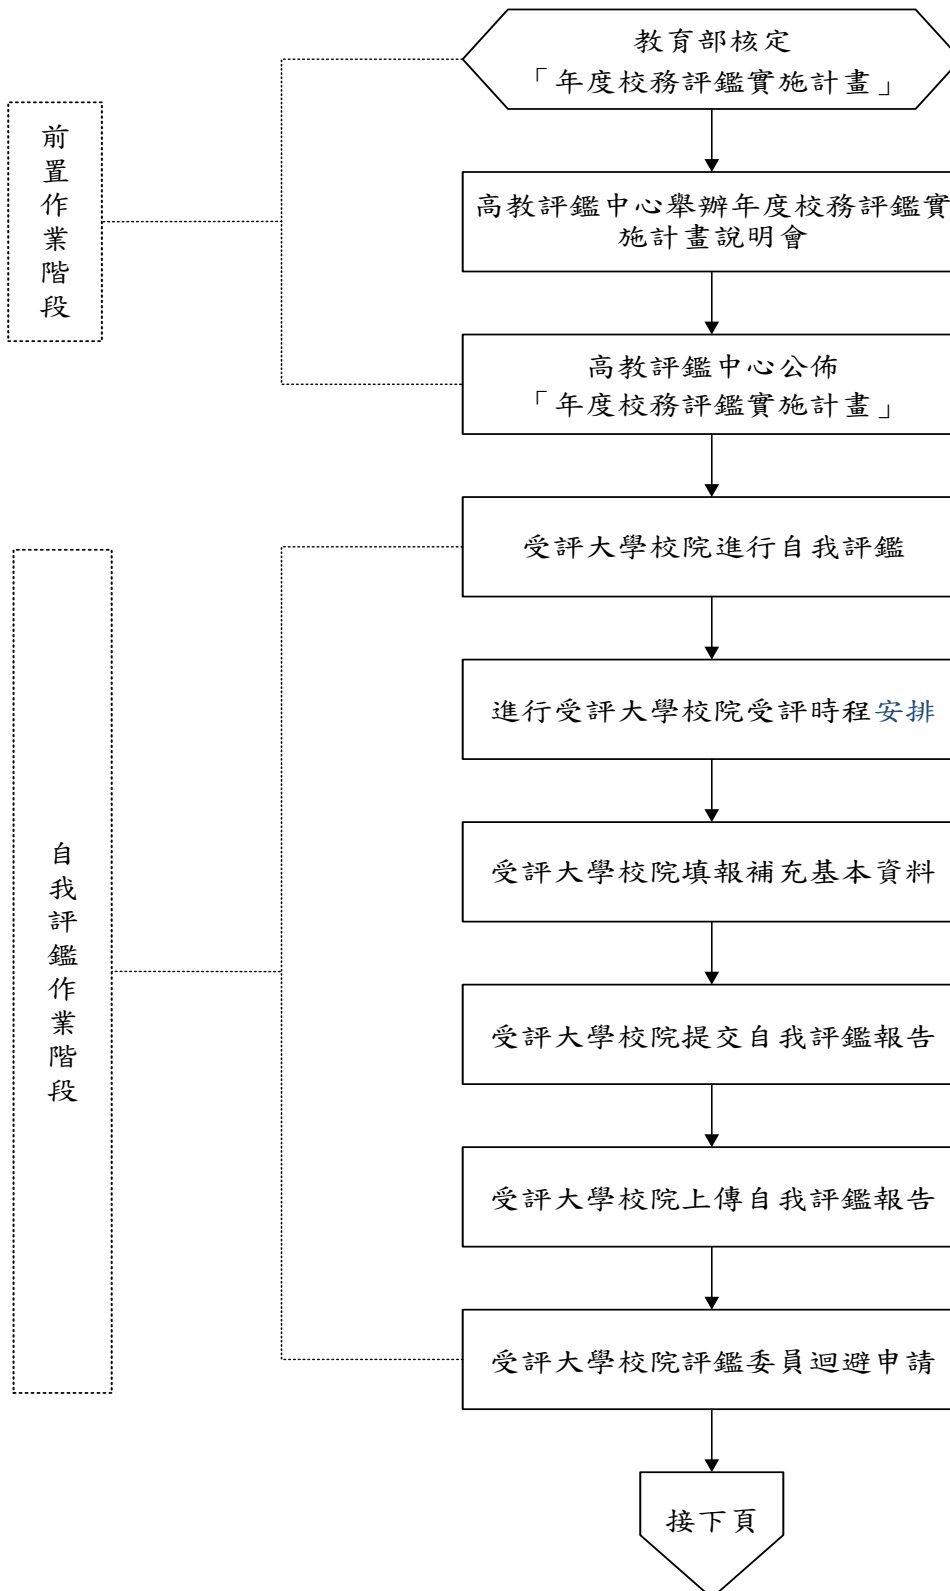 教育部核定
「年度校務評鑑實施計畫」
前置作業階段
高教評鑑中心舉辦年度校務評鑑實
施計畫說明會
高教評鑑中心公佈
「年度校務評鑑實施計畫」
受評大學校院進行自我評鑑
進行受評大學校院受評時程安排
自我評鑑作業階段
受評大學校院填報補充基本資料
受評大學校院提交自我評鑑報告
受評大學校院上傳自我評鑑報告
受評大學校院評鑑委員迴避申請
接下頁